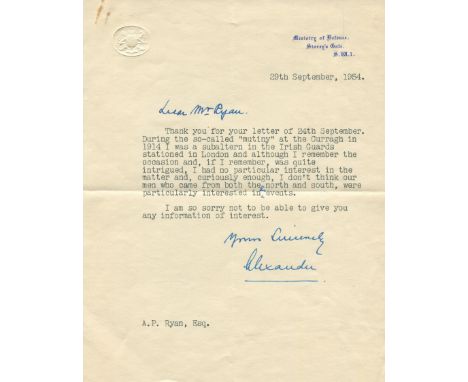 Ministry of Defence,
Storey's Gate,
S.W.1.
29th September, 1954.
Dear Mr Ryan.
Thank you for your letter of 24th September.
During the so-called "mutiny" at the Curragh in
1914 I was a subaltern in the Irish Guards
stationed in London and although I remember the
occasion and, if I remember, was quite
intrigued, I had no particular interest in the
matter and, curiously enough, I don't think our
men who came from both the north and south, were
particularly interested in events.
I am so sorry not to be able to give you
any information of interest.
Yours Sincerely
Alexander
A.P. Ryan, Esq.